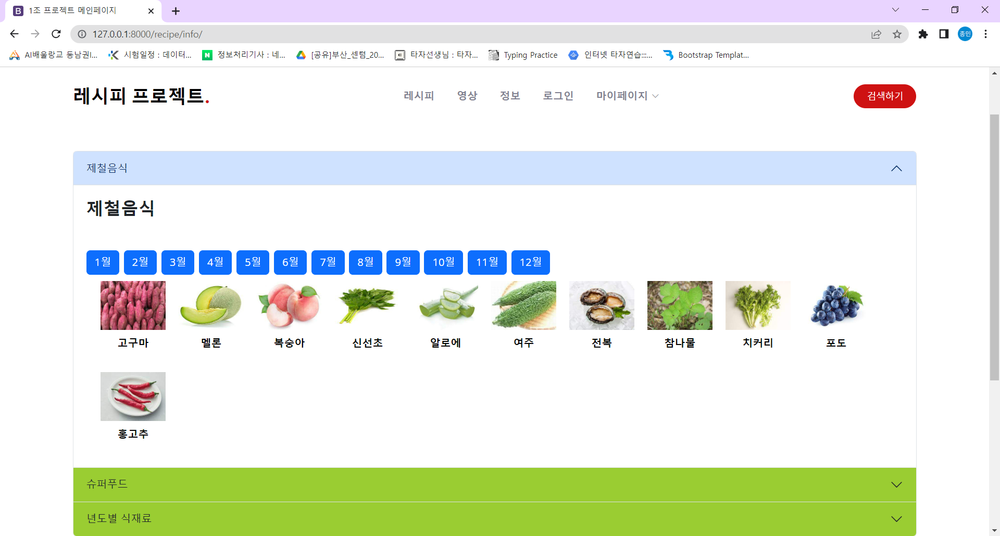 1조 프로젝트 메인페이지
127.0.0.1:8000/recipe/info/
종민
AI배울랑교 동남권I...
시험일정 : 데이터...
정보처리기사 : 네...
[공유]부산_센텀_20...
타자선생님 : 타자...
Typing Practice
인터넷 타자연습:::...
Bootstrap Templat...
레시피 프로젝트.
레시피
영상
정보
로그인
마이페이지
검색하기
제철음식
제철음식
1월 2월 3월 4월 5월 6월 7월 8월 9월 10월 11월 12월
고구마 멜론 복숭아 신선초 알로에 여주 전복 참나물 치커리 포도
홍고추
슈퍼푸드
년도별 식재료